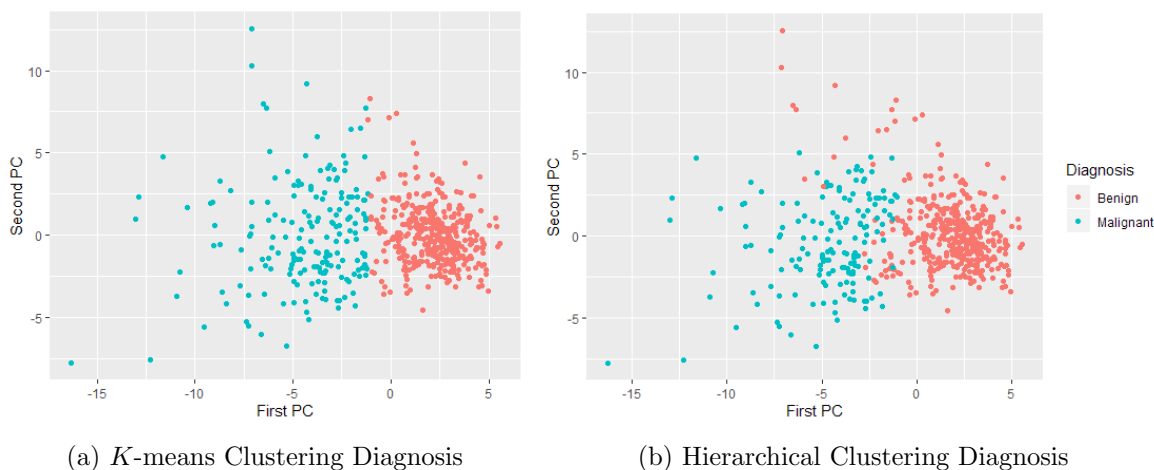 10
5
0
-5
Second PC
-15
-10
-5
0
5
First PC
(a) K-means Clustering Diagnosis
10
5
0
-5
Second PC
-15
-10
-5
0
5
First PC
Diagnosis
Benign
Malignant
(b) Hierarchical Clustering Diagnosis